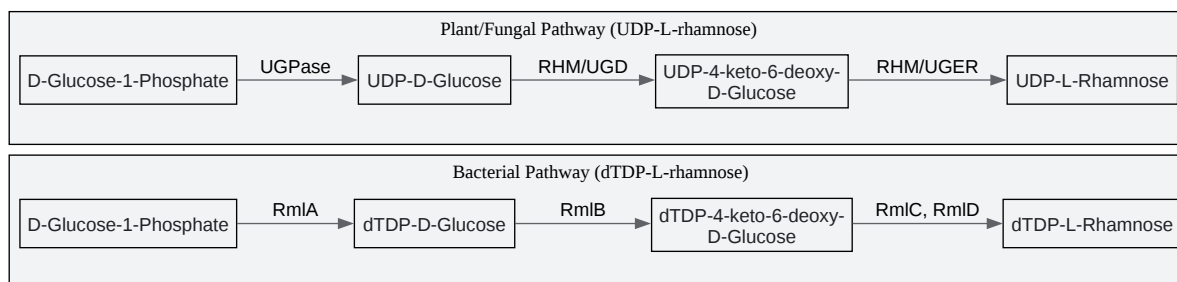 Plant/Fungal Pathway (UDP-L-rhamnose)
D-Glucose-1-Phosphate
UGPase
UDP-D-Glucose
RHM/UGD
UDP-4-keto-6-deoxy-
D-Glucose
RHM/UGER
UDP-L-Rhamnose
Bacterial Pathway (dTDP-L-rhamnose)
D-Glucose-1-Phosphate
RmlA
dTDP-D-Glucose
RmlB
dTDP-4-keto-6-deoxy-
D-Glucose
RmlC, RmlD
dTDP-L-Rhamnose